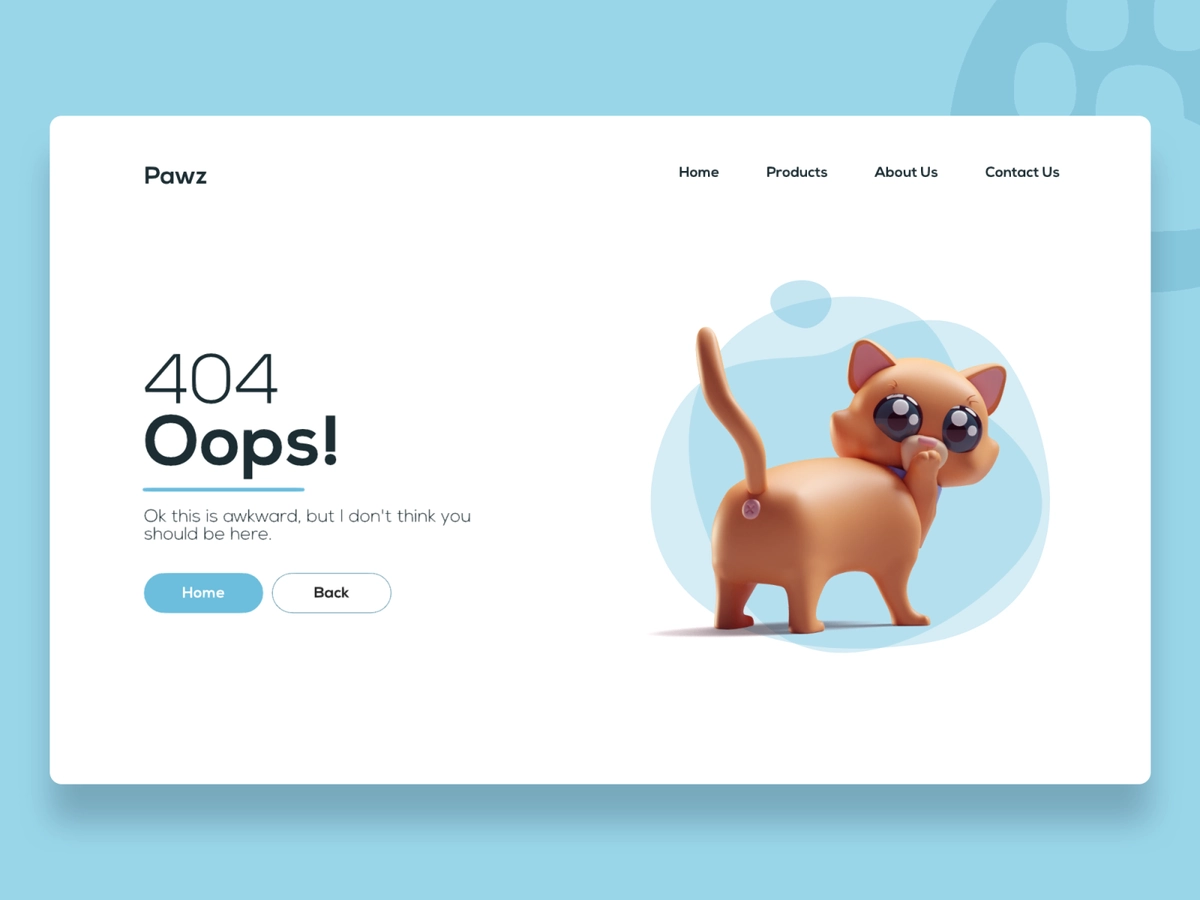 Pawz
Home
Products
About Us
Contact Us
404
Oops!
Ok this is awkward, but I don't think you
should be here.
Home
Back